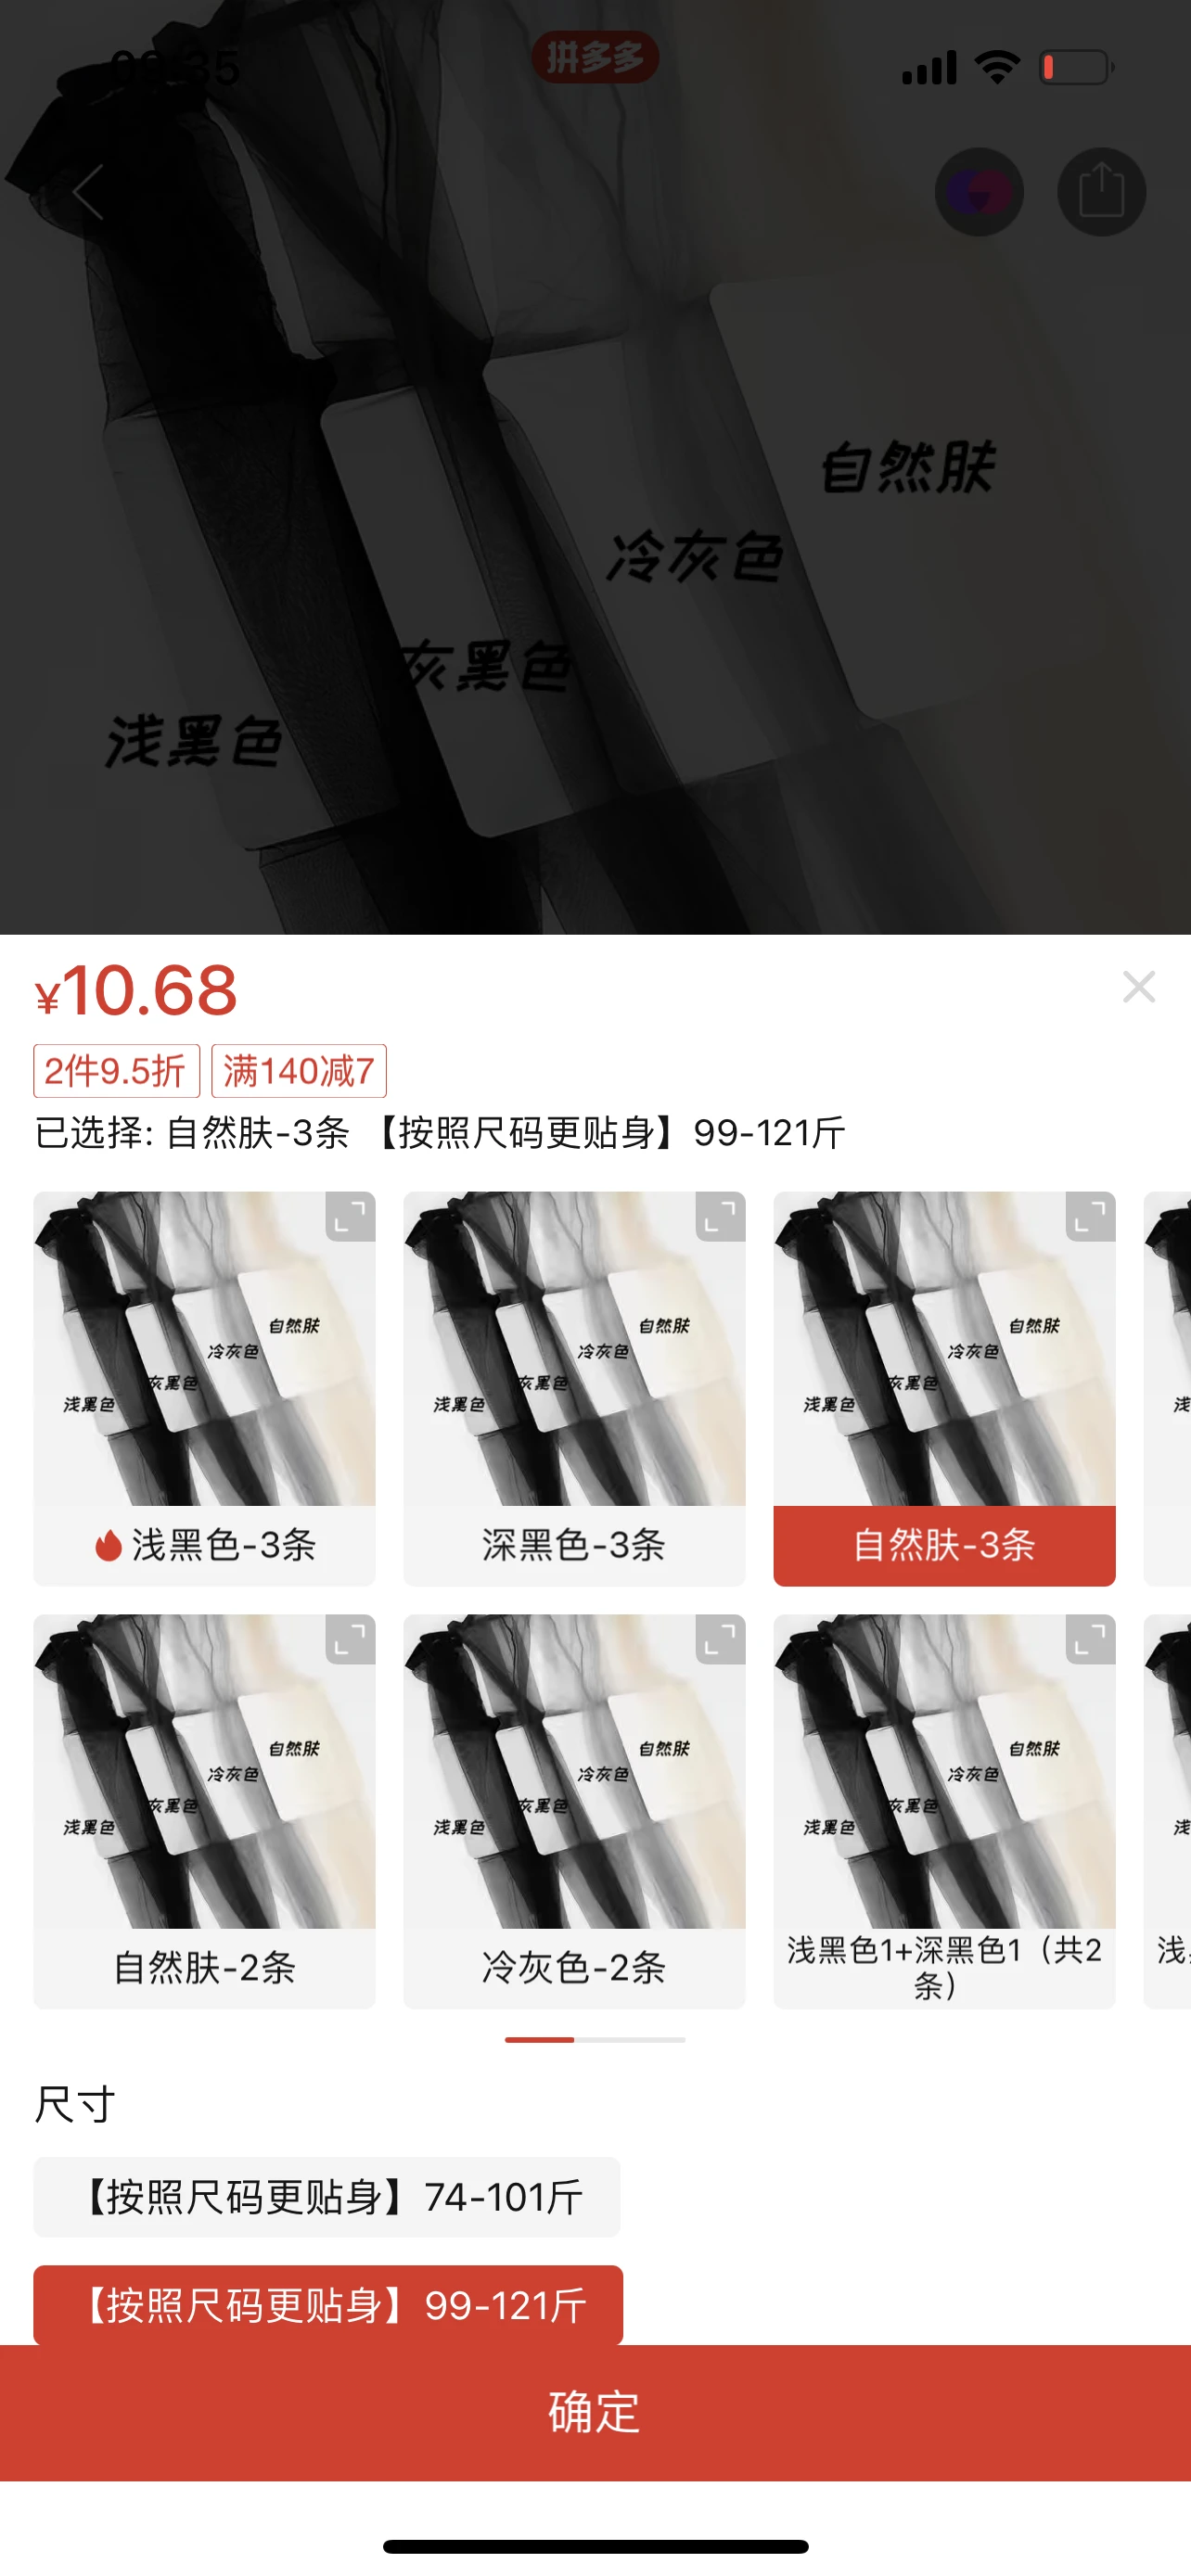 09:35
拼多多
自然肤
冷灰色
灰黑色
浅黑色
¥10.68
2件9.5折 满140减7
已选择: 自然肤-3条 【按照尺码更贴身】99-121斤
自然肤 自然肤 自然肤
冷灰色 冷灰色 冷灰色
灰黑色 灰黑色 灰黑色
浅黑色 浅黑色 浅黑色 浅
浅黑色-3条 深黑色-3条 自然肤-3条
自然肤 自然肤 自然肤
冷灰色 冷灰色 冷灰色
灰黑色 灰黑色 灰黑色
浅黑色 浅黑色 浅黑色 浅
自然肤-2条 冷灰色-2条 浅黑色1+深黑色1（共2 浅
条）
尺寸
【按照尺码更贴身】74-101斤
【按照尺码更贴身】99-121斤
确定